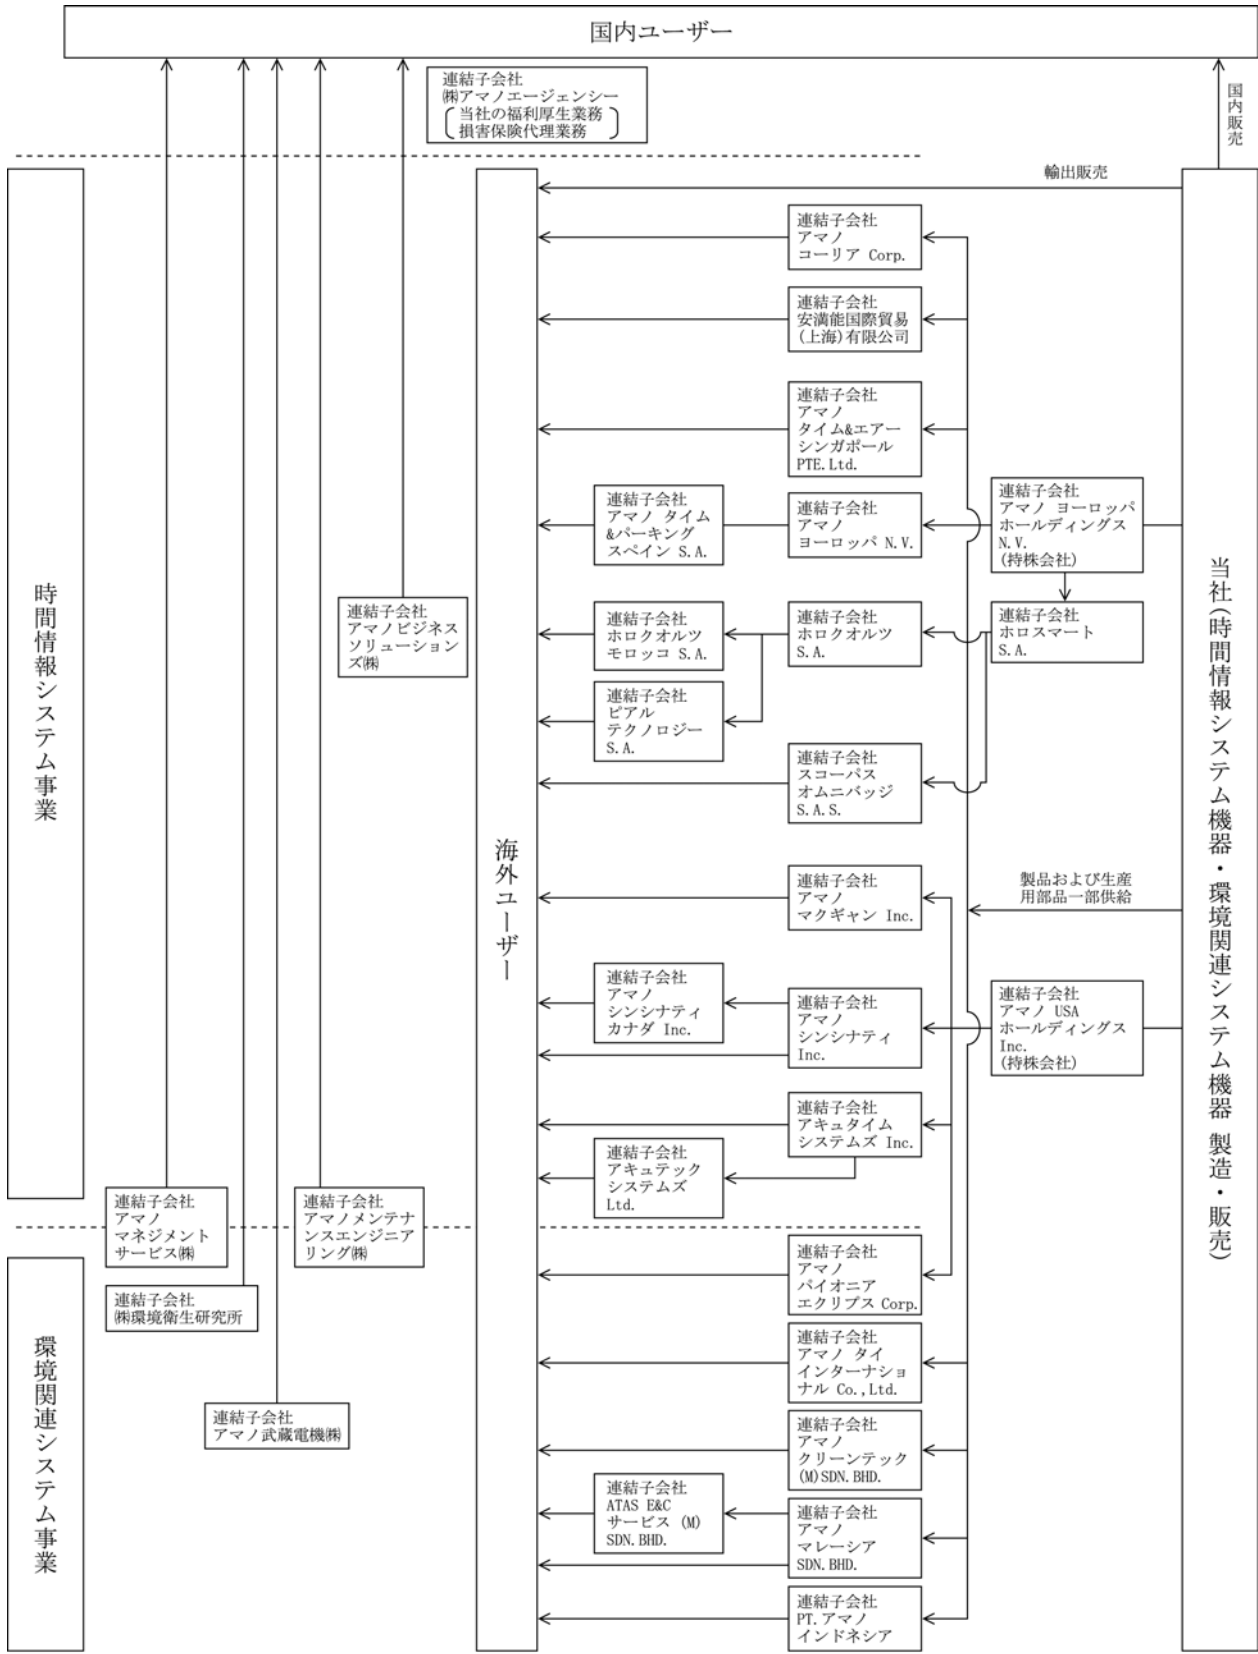 国内ユーザー
連結子会社
㈱アマノエージェンシー
当社の福利厚生業務
損害保険代理業務
国内販売
輸出販売
時間情報システム事業
環境関連システム事業
海外ユーザー
当社(時間情報システム機器・環境関連システム機器 製造・販売)
連結子会社
アマノ
コーリア Corp.
連結子会社
安満能国際貿易
(上海)有限公司
連結子会社
アマノ
タイム&エアー
シンガポール
PTE.Ltd.
連結子会社
アマノ タイム
&パーキング
スペイン S.A.
連結子会社
アマノ
ヨーロッパ N.V.
連結子会社
アマノ ヨーロッパ
ホールディングス
N.V.
(持株会社)
連結子会社
アマノビジネス
ソリューション
ズ㈱
連結子会社
ホロクオルツ
モロッコ S.A.
連結子会社
ホロクオルツ
S.A.
連結子会社
ホロスマート
S.A.
連結子会社
ピアル
テクノロジー
S.A.
連結子会社
スコーパス
オムニバッジ
S.A.S.
連結子会社
アマノ
マクギャン Inc.
製品および生産
用部品一部供給
連結子会社
アマノ
シンシナティ
カナダ Inc.
連結子会社
アマノ
シンシナティ
Inc.
連結子会社
アマノ USA
ホールディングス
Inc.
(持株会社)
連結子会社
アキュタイム
システムズ Inc.
連結子会社
アキュテック
システムズ
Ltd.
連結子会社
アマノ
マネジメント
サービス㈱
連結子会社
アマノメンテナ
ンスエンジニア
リング㈱
連結子会社
アマノ
パイオニア
エクリプス Corp.
連結子会社
㈱環境衛生研究所
連結子会社
アマノ タイ
インターナショ
ナル Co.,Ltd.
連結子会社
アマノ武蔵電機㈱
連結子会社
アマノ
クリーンテック
(M)SDN.BHD.
連結子会社
ATAS E&C
サービス (M)
SDN.BHD.
連結子会社
アマノ
マレーシア
SDN.BHD.
連結子会社
PT.アマノ
インドネシア